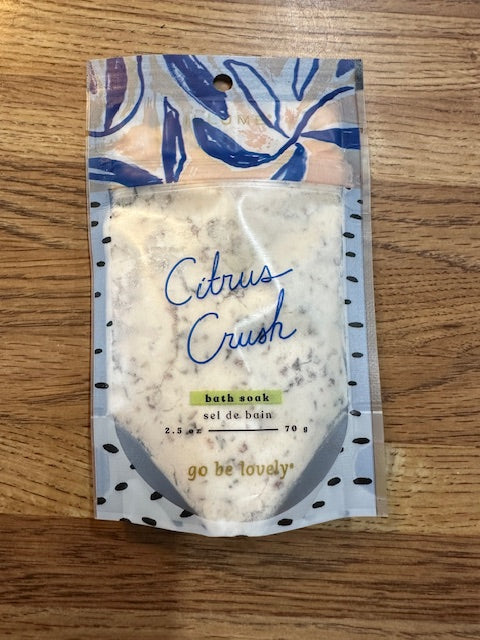 Citrus
Crush
bath soak
sel de bain
2.5 oz 70 g
go be lovely®